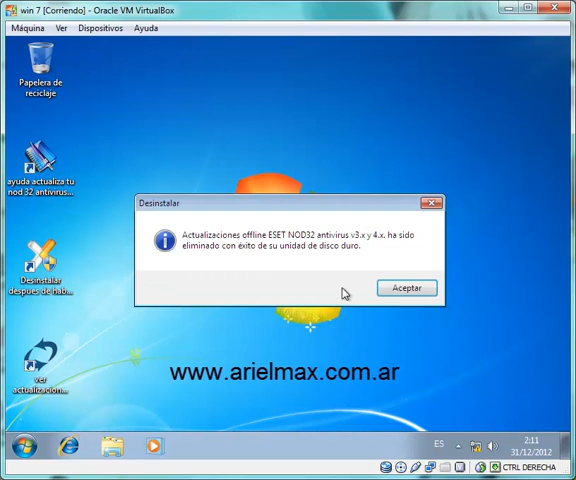 win 7 [Corriendo] - Oracle VM VirtualBox
Máquina Ver Dispositivos Ayuda
Papelera de
reciclaje
ayuda actualiza tu
nod 32 antivirus...
Desinstalar
Actualizaciones offline ESET NOD32 antivirus v3.x y 4.x. ha sido
eliminado con éxito de su unidad de disco duro.
Aceptar
Desinstalar
despues de hab...
ver
actualizacion...
www.arielmax.com.ar
ES
2:11
31/12/2012
CTRL DERECHA